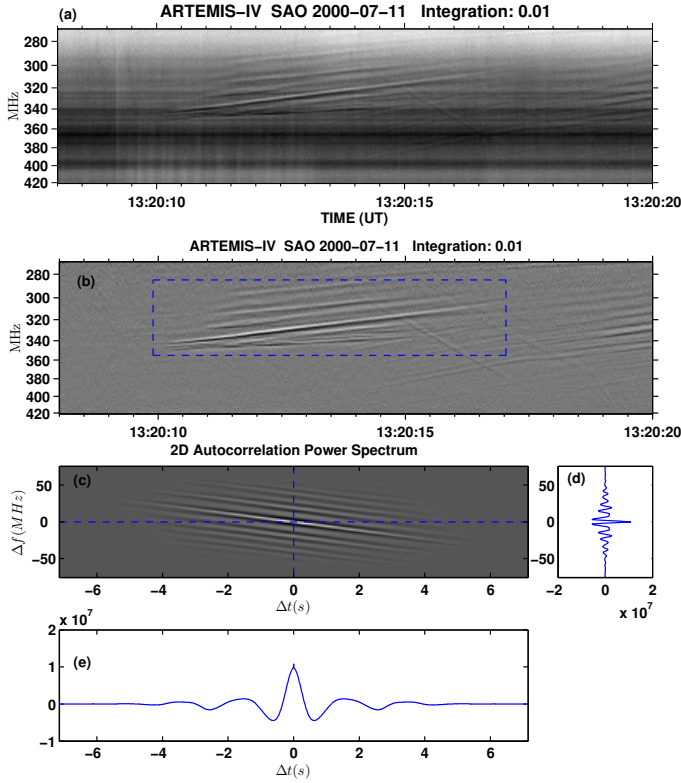 ARTEMIS−IV SAO 2000−07−11 Integration: 0.01
(a)
280
300
320
340
360
380
400
420
MHz
13:20:10 13:20:15 13:20:20
TIME (UT)
ARTEMIS−IV SAO 2000−07−11 Integration: 0.01
(b)
280
300
320
340
360
380
400
420
MHz
13:20:10 13:20:15 13:20:20
2D Autocorrelation Power Spectrum
(c)
50
0
−50
Δf(MHz)
−6 −4 −2 0 2 4 6
Δt(s)
(d)
50
0
−50
−20 0 2
x 10^7
x 10^7
(e)
2
1
0
−1
−6 −4 −2 0 2 4 6
Δt(s)